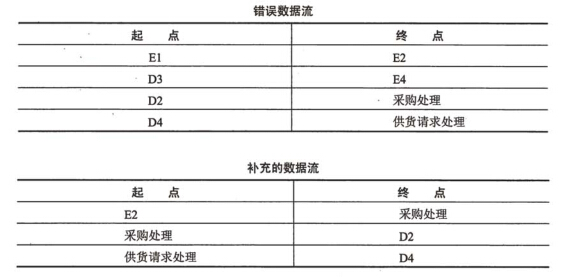 错误数据流
起 点 终 点
E1 E2
D3 E4
D2 采购处理
D4 供货请求处理
补充的数据流
起 点 终 点
E2 采购处理
采购处理 D2
供货请求处理 D4